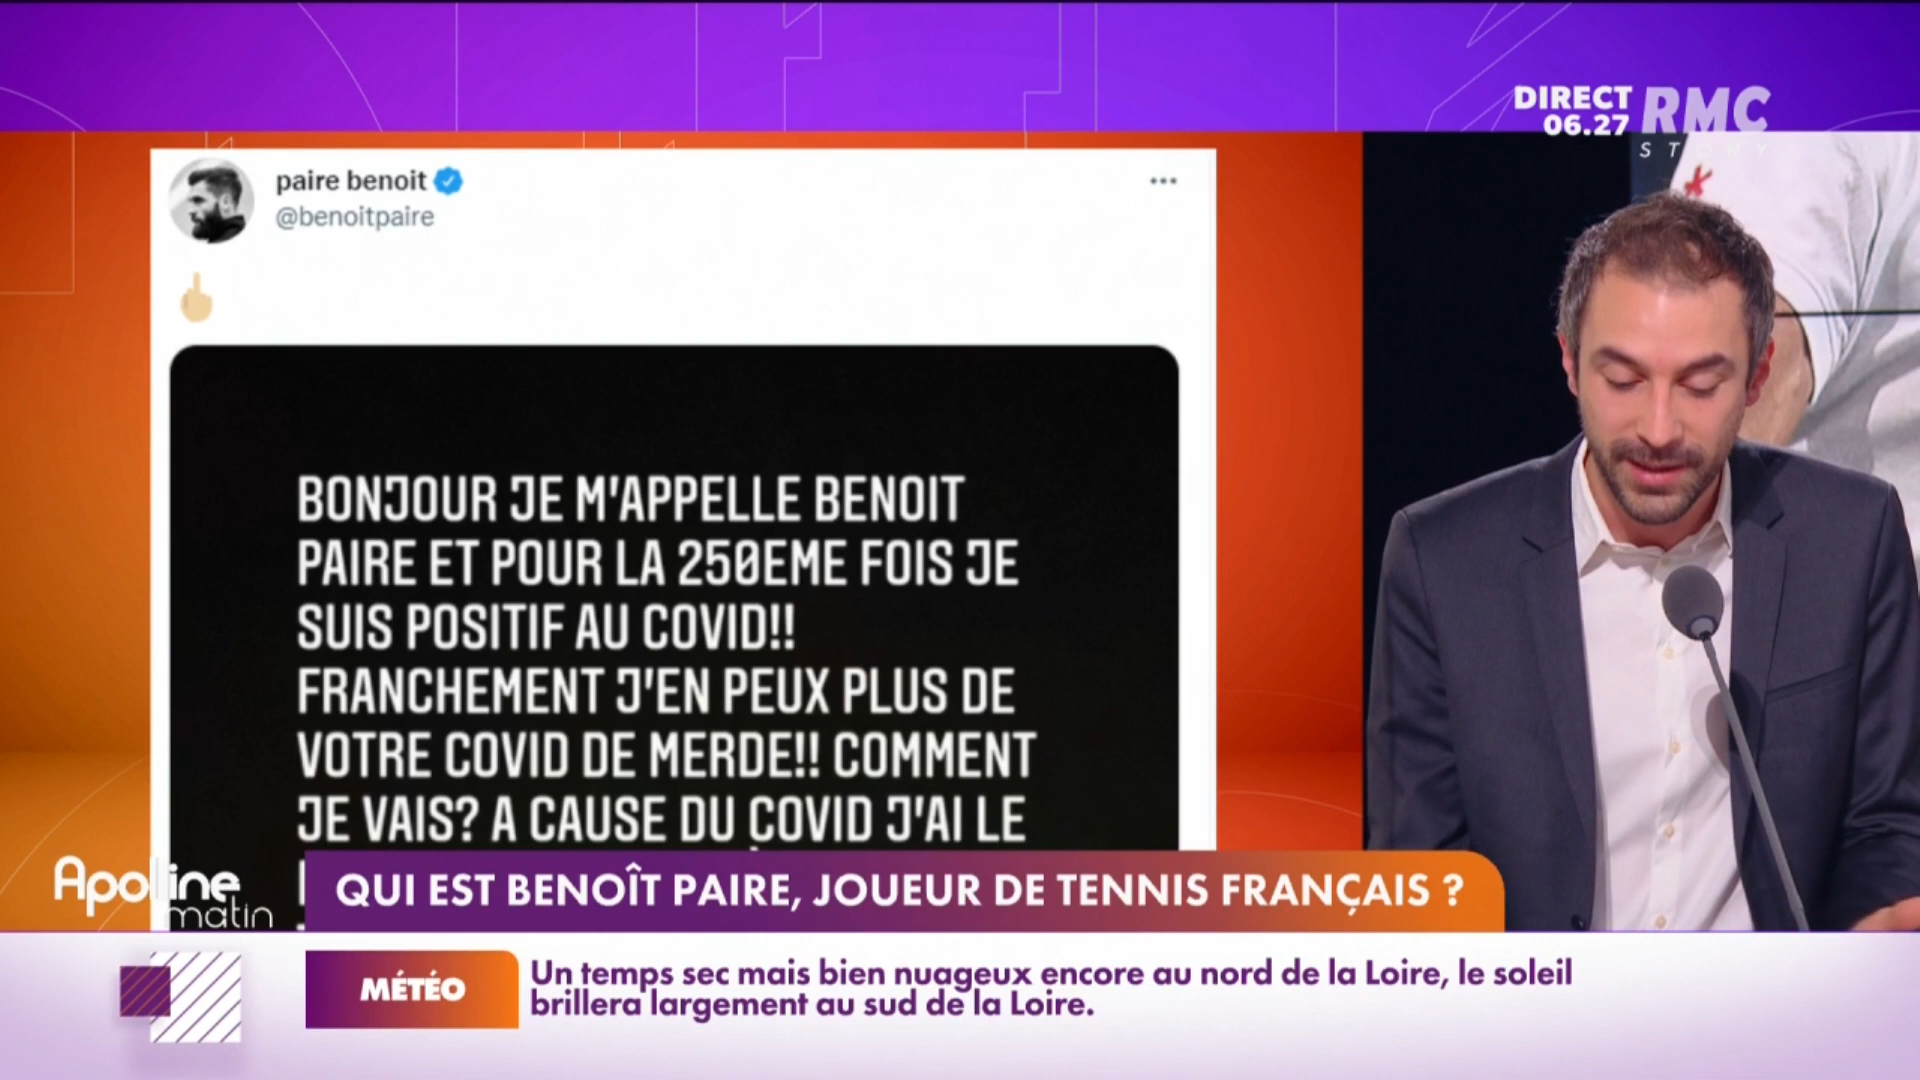 DIRECT
06.27
RMC
STORY
paire benoit
@benoitpaire
BONJOUR JE M'APPELLE BENOIT
PAIRE ET POUR LA 250EME FOIS JE
SUIS POSITIF AU COVID!!
FRANCHEMENT J'EN PEUX PLUS DE
VOTRE COVID DE MERDE!! COMMENT
JE VAIS? A CAUSE DU COVID J'AI LE
Apolline
matin
QUI EST BENOÎT PAIRE, JOUEUR DE TENNIS FRANÇAIS ?
MÉTÉO
Un temps sec mais bien nuageux encore au nord de la Loire, le soleil
brillera largement au sud de la Loire.